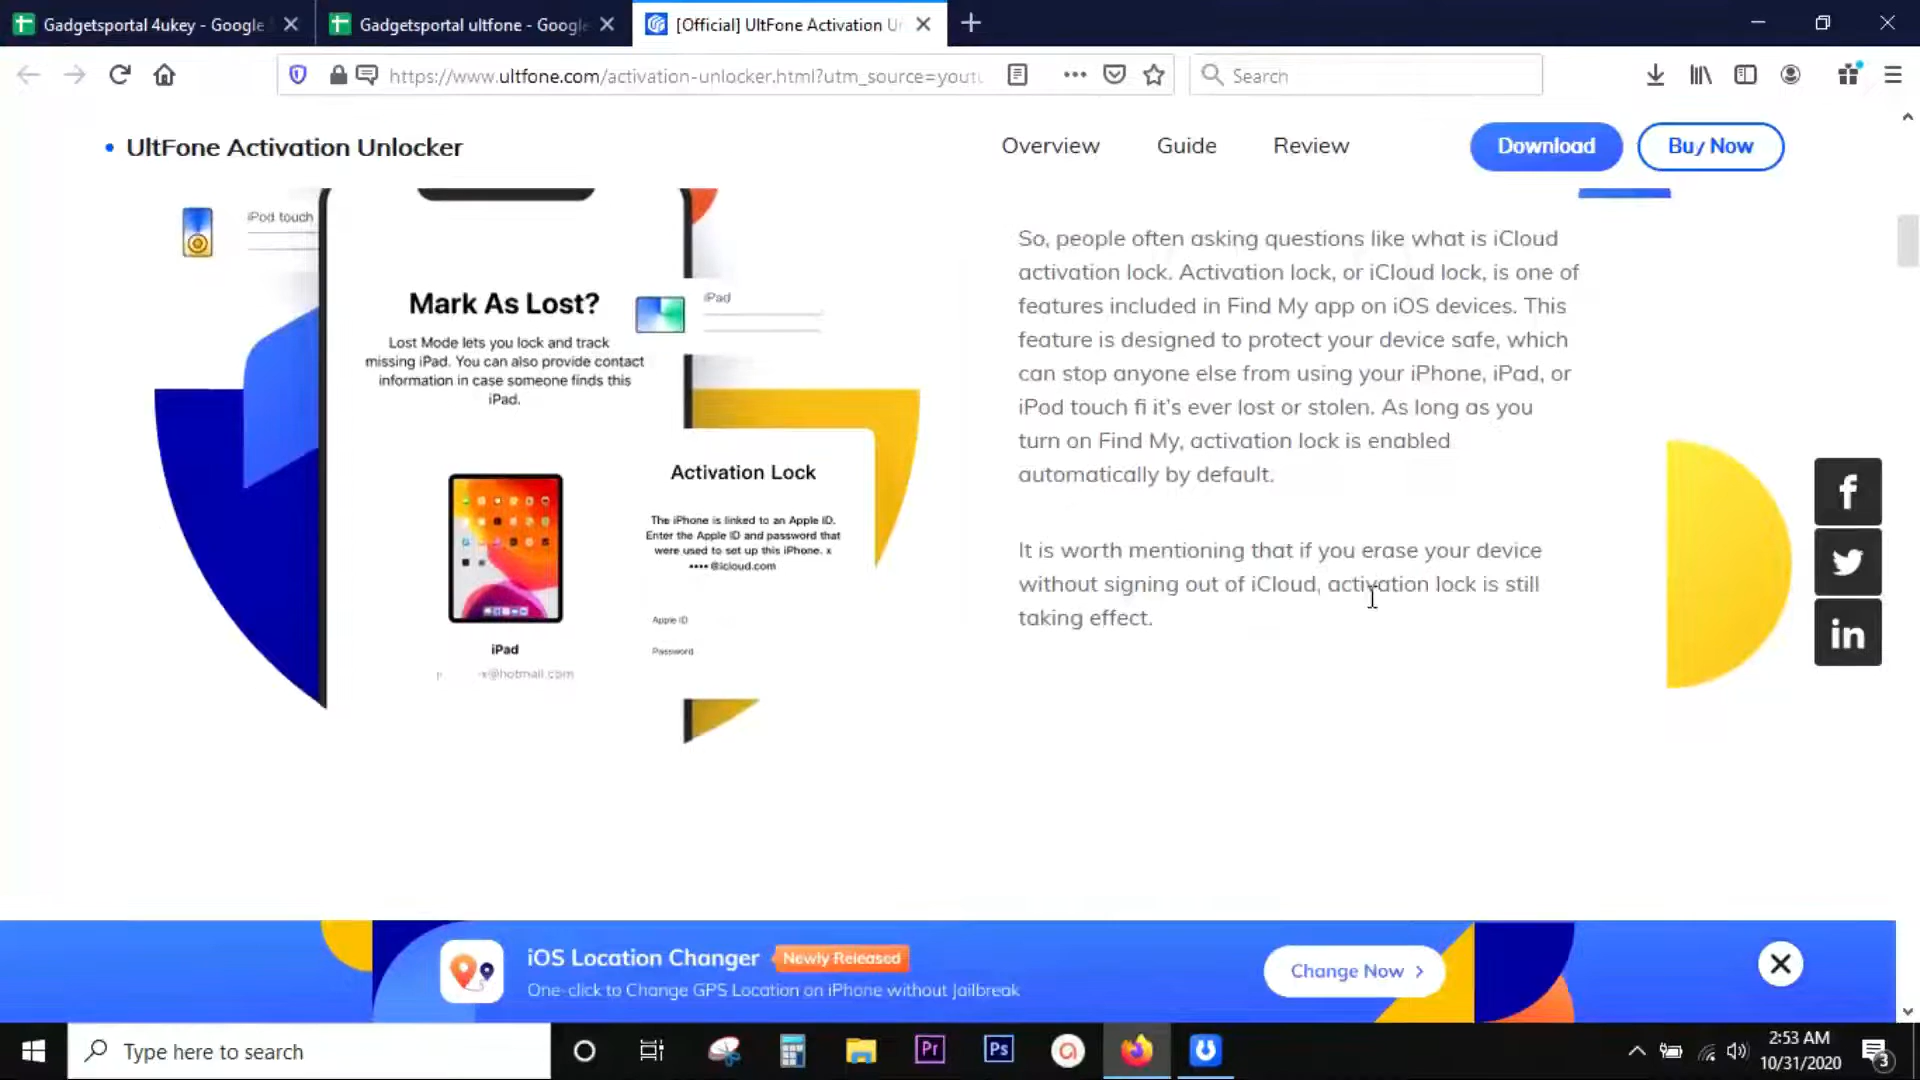 Gadgetsportal 4ukey - Google
Gadgetsportal ultfone - Google
[Official] UltFone Activation U
https://www.ultfone.com/activation-unlocker.html?utm_source=yout
Search
UltFone Activation Unlocker
Overview
Guide
Review
Download
Buy Now
iPod touch
Mark As Lost?
Lost Mode lets you lock and track
missing iPad. You can also provide contact
information in case someone finds this
iPad.
iPad
iPad
x@hotmail.com
Activation Lock
The iPhone is linked to an Apple ID.
Enter the Apple ID and password that
were used to set up this iPhone. x
•••• @icloud.com
Apple ID
Password
So, people often asking questions like what is iCloud
activation lock. Activation lock, or iCloud lock, is one of
features included in Find My app on iOS devices. This
feature is designed to protect your device safe, which
can stop anyone else from using your iPhone, iPad, or
iPod touch fi it's ever lost or stolen. As long as you
turn on Find My, activation lock is enabled
automatically by default.
It is worth mentioning that if you erase your device
without signing out of iCloud, activation lock is still
taking effect.
f
in
iOS Location Changer
Newly Released
One-click to Change GPS Location on iPhone without Jailbreak
Change Now >
Type here to search
Pr
Ps
2:53 AM
10/31/2020
3